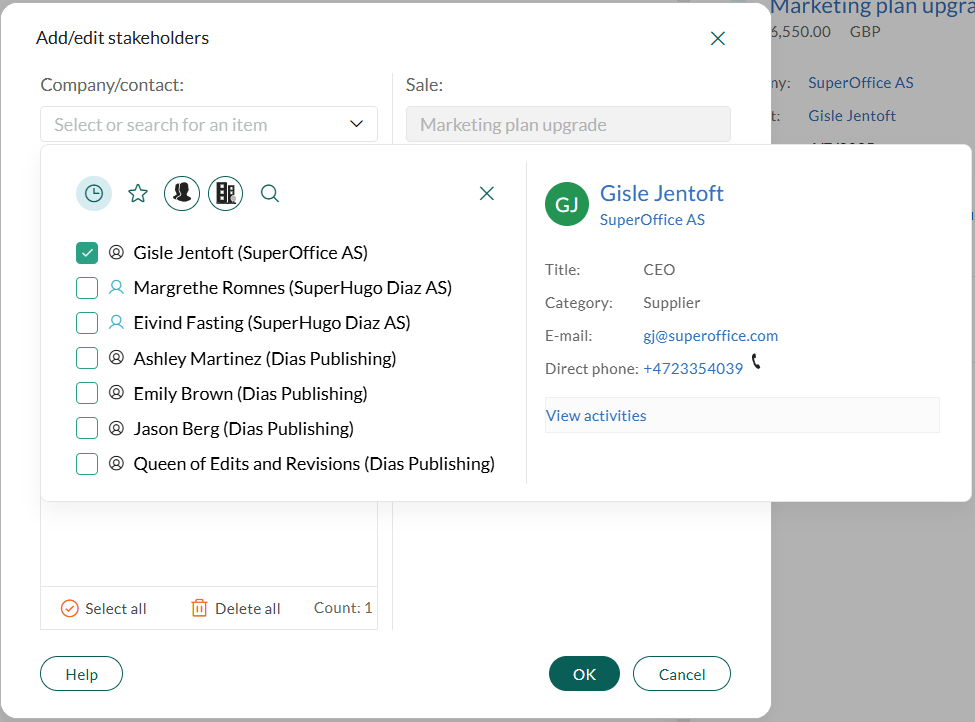 Marketing plan upgra
6,550.00 GBP
Add/edit stakeholders
Company/contact:
Sale:
ny: SuperOffice AS
Select or search for an item
Marketing plan upgrade
t: Gisle Jentoft
Gisle Jentoft (SuperOffice AS)
Margrethe Romnes (SuperHugo Diaz AS)
Eivind Fasting (SuperHugo Diaz AS)
Ashley Martinez (Dias Publishing)
Emily Brown (Dias Publishing)
Jason Berg (Dias Publishing)
Queen of Edits and Revisions (Dias Publishing)
GJ
Gisle Jentoft
SuperOffice AS
Title: CEO
Category: Supplier
E-mail: gj@superoffice.com
Direct phone: +4723354039
View activities
Select all Delete all Count: 1
Help OK Cancel